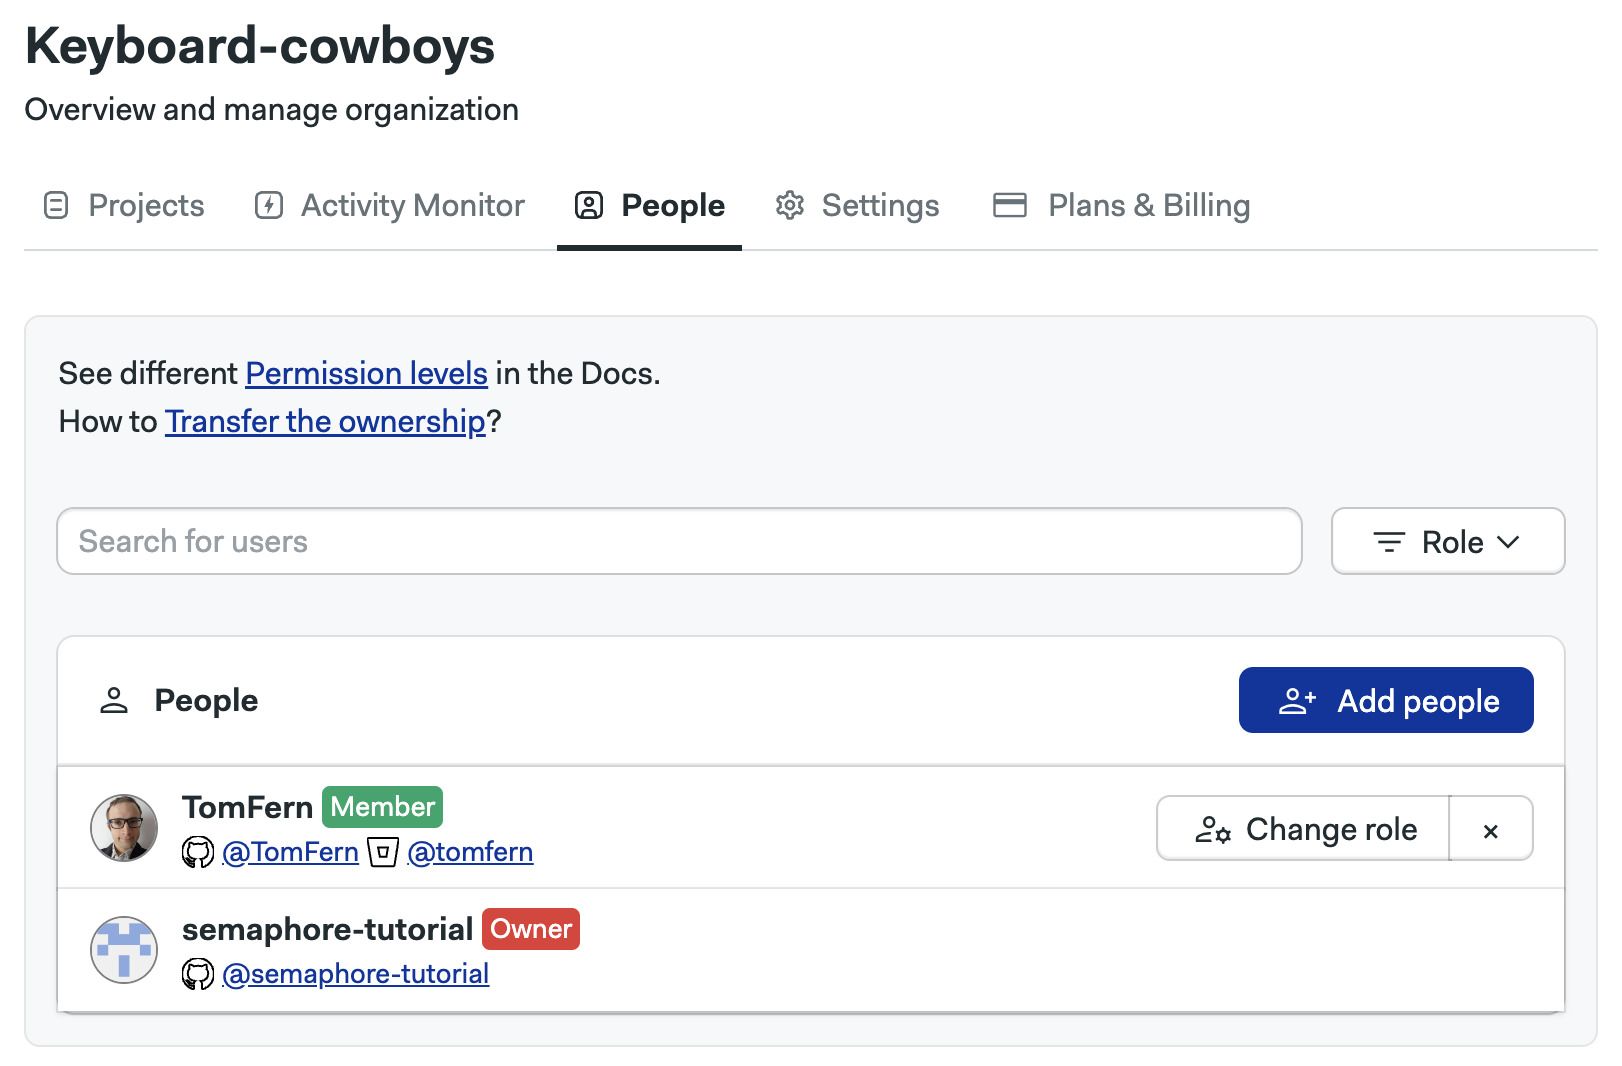 Keyboard-cowboys
Overview and manage organization
Projects Activity Monitor People Settings Plans & Billing
See different Permission levels in the Docs.
How to Transfer the ownership?
Search for users Role
People Add people
TomFern Member
@TomFern @tomfern Change role ×
semaphore-tutorial Owner
@semaphore-tutorial